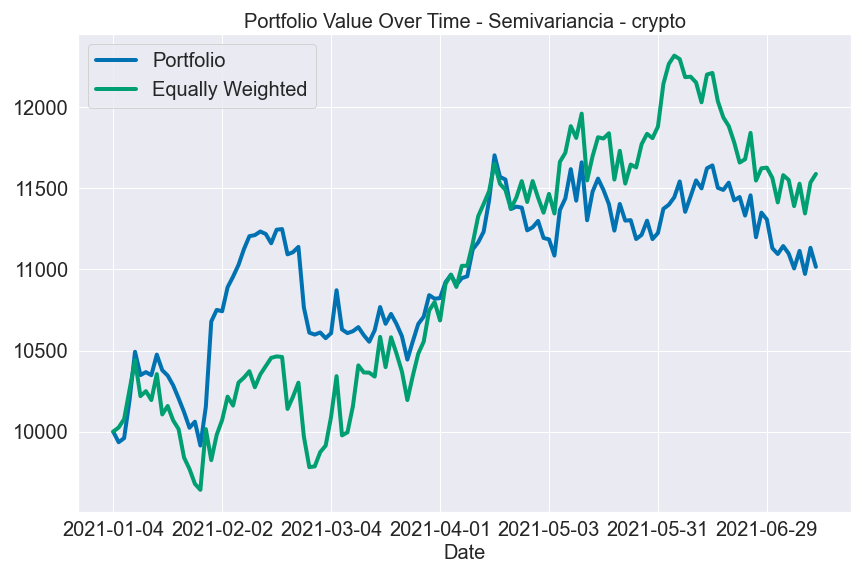 Portfolio Value Over Time - Semivariancia - crypto
Portfolio
Equally Weighted
12000
11500
11000
10500
10000
2021-01-04 2021-02-02 2021-03-04 2021-04-01 2021-05-03 2021-05-31 2021-06-29
Date